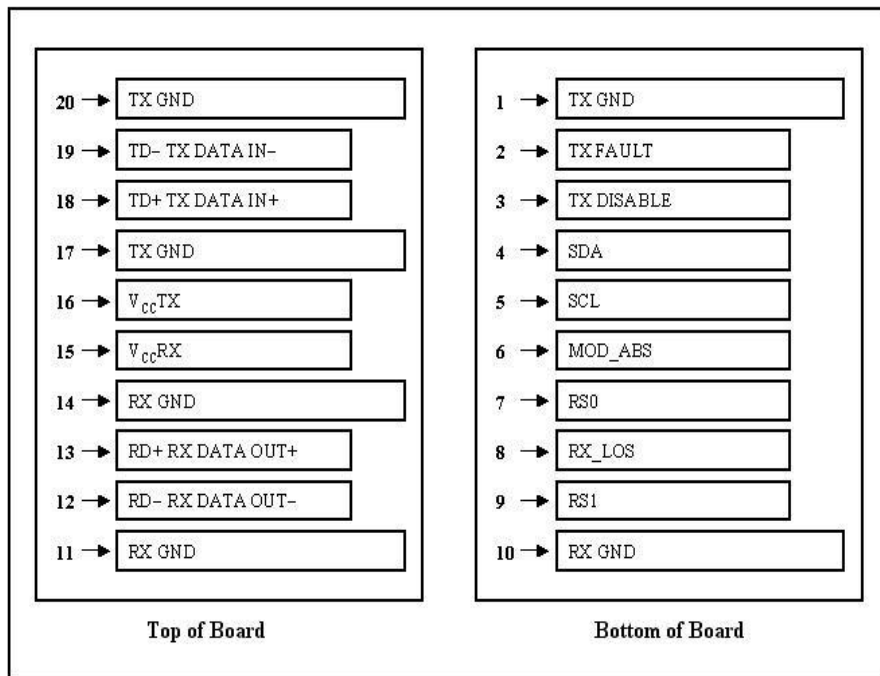 20 TX GND
19 TD− TX DATA IN−
18 TD+ TX DATA IN+
17 TX GND
16 VCCTX
15 VCCRX
14 RX GND
13 RD+ RX DATA OUT+
12 RD− RX DATA OUT−
11 RX GND
Top of Board
1 TX GND
2 TX FAULT
3 TX DISABLE
4 SDA
5 SCL
6 MOD_ABS
7 RS0
8 RX_LOS
9 RS1
10 RX GND
Bottom of Board